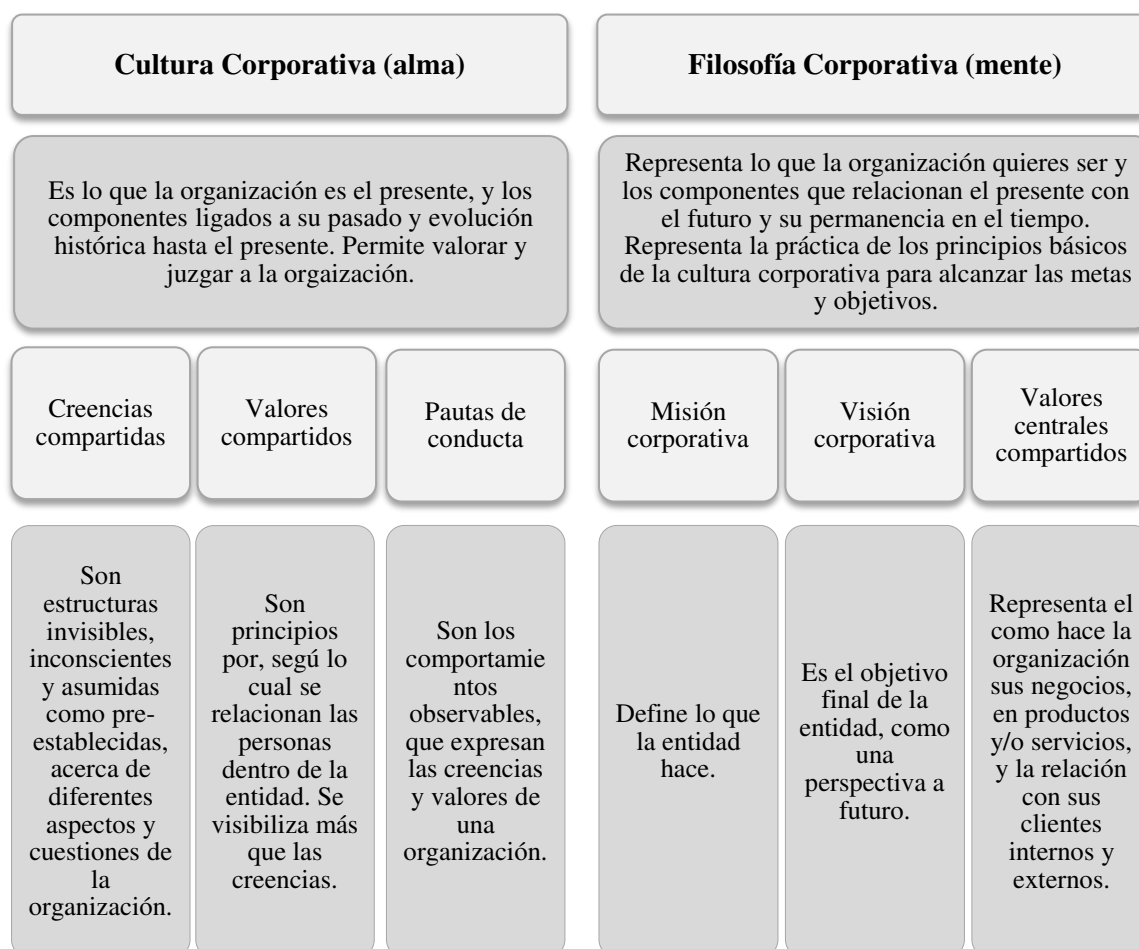 Cultura Corporativa (alma)
Filosofía Corporativa (mente)
Es lo que la organización es el presente, y los
componentes ligados a su pasado y evolución
histórica hasta el presente. Permite valorar y
juzgar a la orgaización.
Representa lo que la organización quieres ser y
los componentes que relacionan el presente con
el futuro y su permanencia en el tiempo.
Representa la práctica de los principios básicos
de la cultura corporativa para alcanzar las metas
y objetivos.
Creencias
compartidas
Valores
compartidos
Pautas de
conducta
Misión
corporativa
Visión
corporativa
Valores
centrales
compartidos
Son
estructuras
invisibles,
inconscientes
y asumidas
como pre-
establecidas,
acerca de
diferentes
aspectos y
cuestiones de
la
organización.
Son
principios
por, segú lo
cual se
relacionan las
personas
dentro de la
entidad. Se
visibiliza más
que las
creencias.
Son los
comportamie
ntos
observables,
que expresan
las creencias
y valores de
una
organización.
Define lo que
la entidad
hace.
Es el objetivo
final de la
entidad, como
una
perspectiva a
futuro.
Representa el
como hace la
organización
sus negocios,
en productos
y/o servicios,
y la relación
con sus
clientes
internos y
externos.